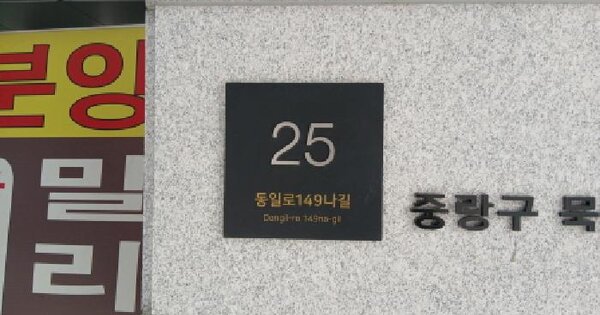 분양
밀
리
25
동일로149나길
Dongil-ro 149na-gil
중랑구 묵